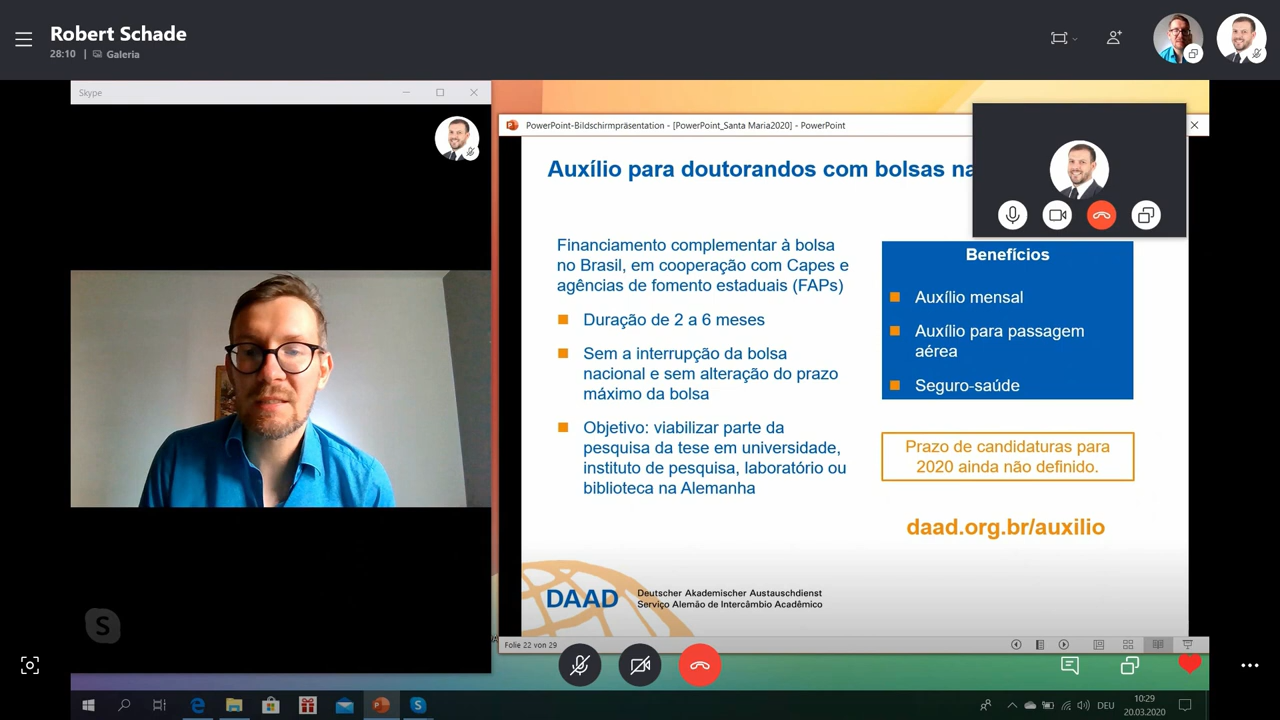 Robert Schade
28:10 | Galeria
Skype
PowerPoint-Bildschirmpräsentation - [PowerPoint_Santa Maria2020] - PowerPoint
Auxílio para doutorandos com bolsas na
Financiamento complementar à bolsa
no Brasil, em cooperação com Capes e
agências de fomento estaduais (FAPs)
Duração de 2 a 6 meses
Sem a interrupção da bolsa
nacional e sem alteração do prazo
máximo da bolsa
Objetivo: viabilizar parte da
pesquisa da tese em universidade,
instituto de pesquisa, laboratório ou
biblioteca na Alemanha
Benefícios
Auxílio mensal
Auxílio para passagem
aérea
Seguro-saúde
Prazo de candidaturas para
2020 ainda não definido.
daad.org.br/auxilio
DAAD
Deutscher Akademischer Austauschdienst
Serviço Alemão de Intercâmbio Acadêmico
Folie 22 von 29
S
DEU
10:29
20.03.2020